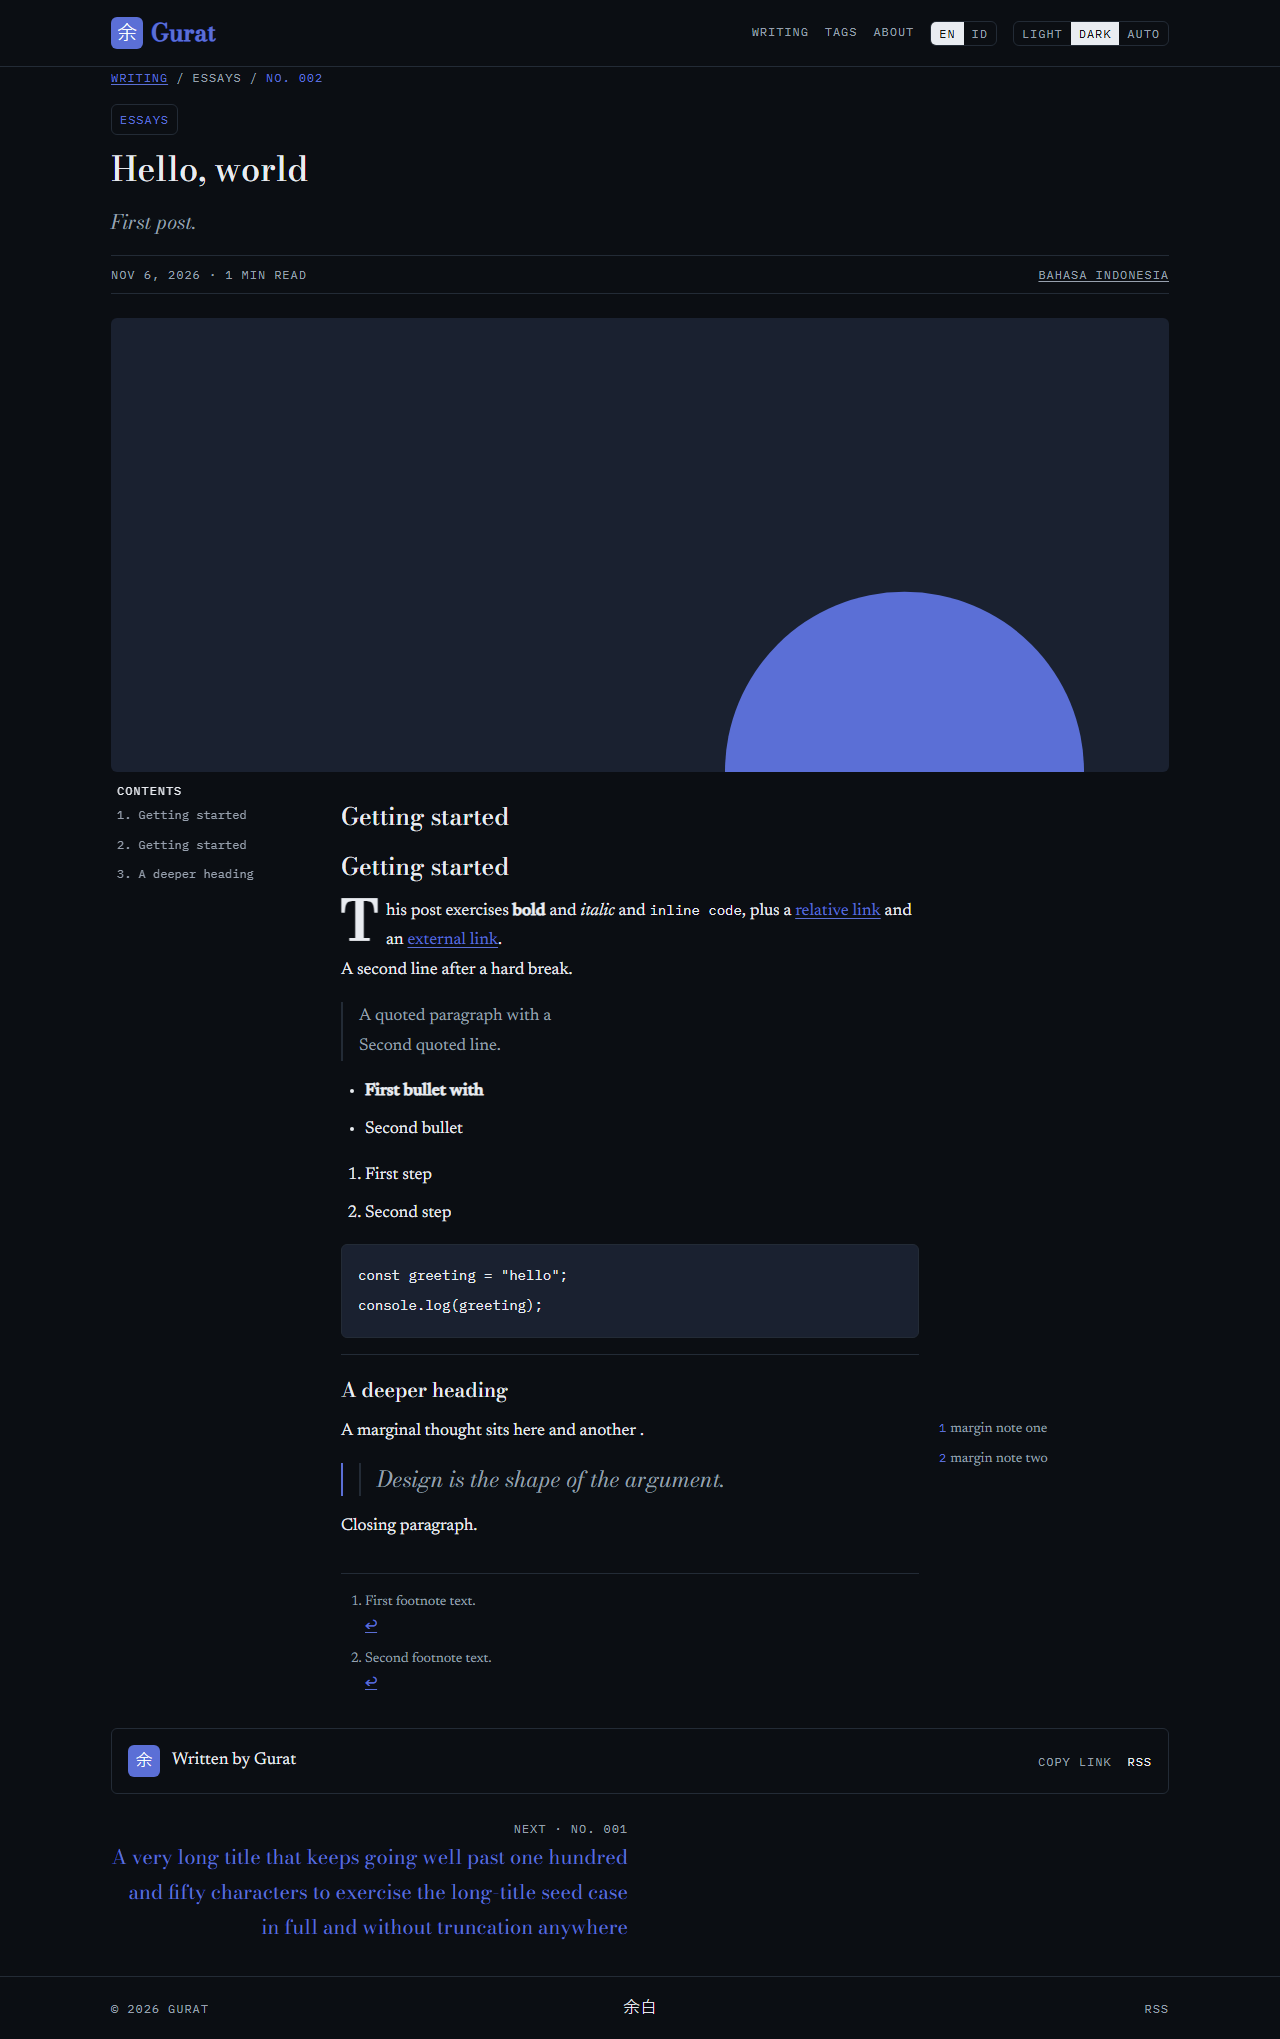 余 Gurat
WRITING TAGS ABOUT EN ID LIGHT DARK AUTO
WRITING / ESSAYS / NO. 002
ESSAYS
Hello, world
First post.
NOV 6, 2026 · 1 MIN READ
BAHASA INDONESIA
CONTENTS
1. Getting started
2. Getting started
3. A deeper heading
Getting started
Getting started
This post exercises bold and italic and inline code, plus a relative link and
an external link.
A second line after a hard break.
A quoted paragraph with a
Second quoted line.
• First bullet with
• Second bullet
1. First step
2. Second step
const greeting = "hello";
console.log(greeting);
A deeper heading
A marginal thought sits here and another .
1 margin note one
2 margin note two
Design is the shape of the argument.
Closing paragraph.
1. First footnote text.
↩
2. Second footnote text.
↩
余 Written by Gurat
COPY LINK RSS
NEXT · NO. 001
A very long title that keeps going well past one hundred
and fifty characters to exercise the long-title seed case
in full and without truncation anywhere
© 2026 GURAT
余白
RSS